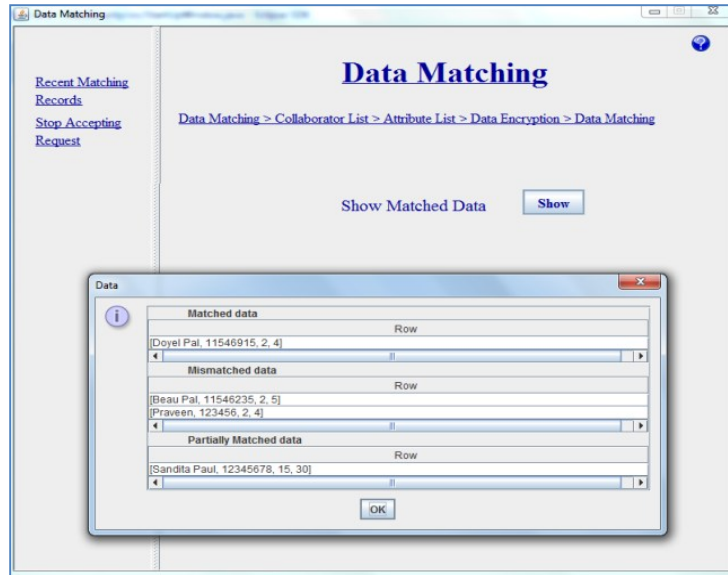 Data Matching
Recent Matching
Records
Stop Accepting
Request
Data Matching
Data Matching > Collaborator List > Attribute List > Data Encryption > Data Matching
Show Matched Data Show
Data
Matched data
Row
[Doyel Pal, 11546915, 2, 4]
Mismatched data
Row
[Beau Pal, 11546235, 2, 5]
[Praveen, 123456, 2, 4]
Partially Matched data
Row
[Sandita Paul, 12345678, 15, 30]
OK